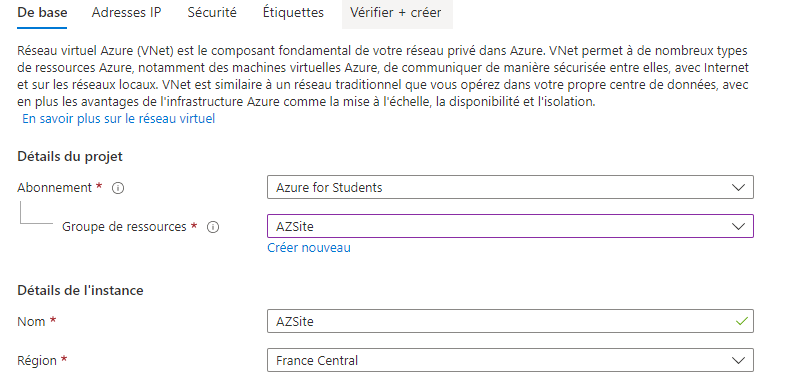 De base
Adresses IP
Sécurité
Étiquettes
Vérifier + créer
Réseau virtuel Azure (VNet) est le composant fondamental de votre réseau privé dans Azure. VNet permet à de nombreux types
de ressources Azure, notamment des machines virtuelles Azure, de communiquer de manière sécurisée entre elles, avec Internet
et sur les réseaux locaux. VNet est similaire à un réseau traditionnel que vous opérez dans votre propre centre de données, avec
en plus les avantages de l'infrastructure Azure comme la mise à l'échelle, la disponibilité et l'isolation.
En savoir plus sur le réseau virtuel
Détails du projet
Abonnement *
Azure for Students
Groupe de ressources *
AZSite
Créer nouveau
Détails de l'instance
Nom *
AZSite
Région *
France Central